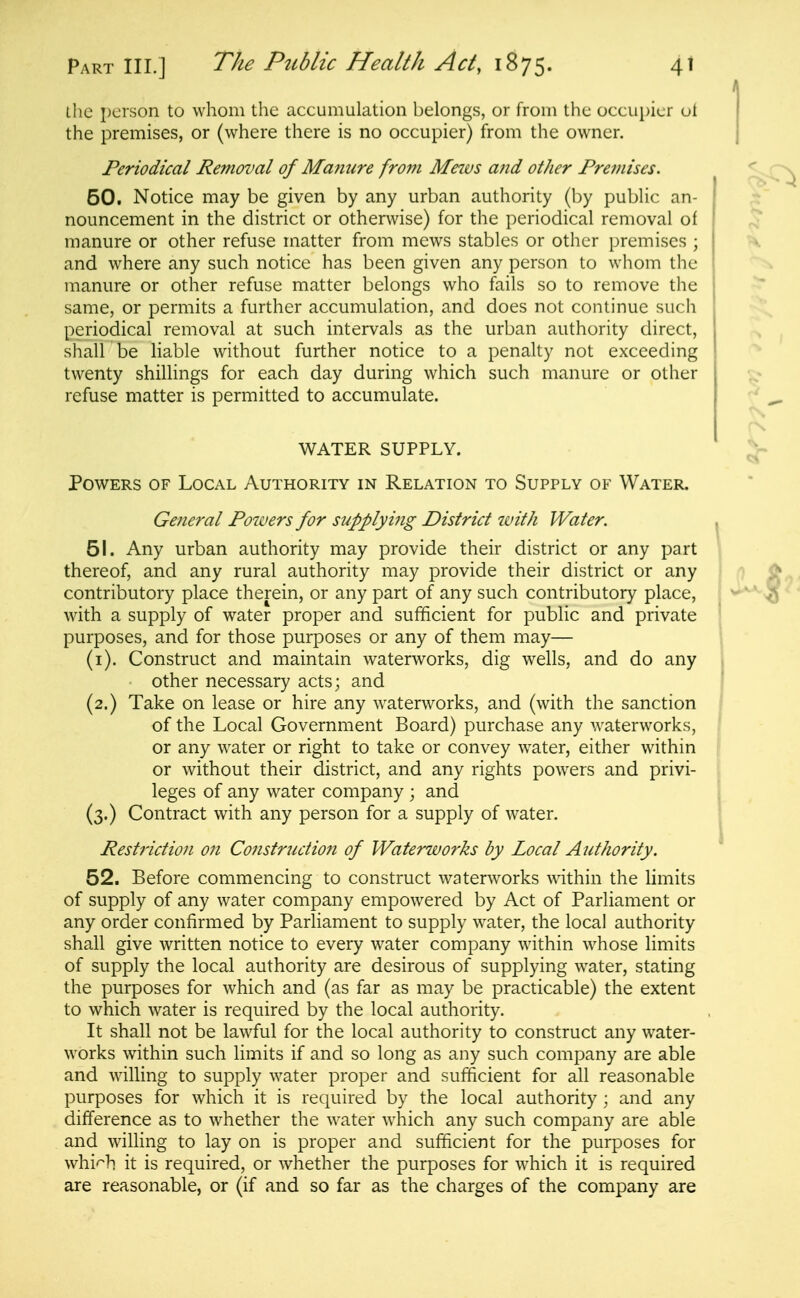 PART III.] The Public Health Act, 1875. 41
the person to whom the accumulation belongs, or from the occupier of
the premises, or (where there is no occupier) from the owner.
Periodical Removal of Manure from Mews and other Premises.
50. Notice may be given by any urban authority (by public an-
nouncement in the district or otherwise) for the periodical removal of
manure or other refuse matter from mews stables or other premises ;
and where any such notice has been given any person to whom the
manure or other refuse matter belongs who fails so to remove the
same, or permits a further accumulation, and does not continue such
periodical removal at such intervals as the urban authority direct,
shall be liable without further notice to a penalty not exceeding
twenty shillings for each day during which such manure or other
refuse matter is permitted to accumulate.
WATER SUPPLY.
POWERS OF LOCAL AUTHORITY IN RELATION TO SUPPLY OF WATER.
General Powers for supplying District with Water.
51. Any urban authority may provide their district or any part
thereof, and any rural authority may provide their district or any
contributory place therein, or any part of any such contributory place,
with a supply of water proper and sufficient for public and private
purposes, and for those purposes or any of them may—
(1). Construct and maintain waterworks, dig wells, and do any
other necessary acts; and
(2.) Take on lease or hire any waterworks, and (with the sanction
of the Local Government Board) purchase any waterworks,
or any water or right to take or convey water, either within
or without their district, and any rights powers and privi-
leges of any water company ; and
(3.) Contract with any person for a supply of water.
Restriction on Construction of Waterworks by Local Authority.
52. Before commencing to construct waterworks within the limits
of supply of any water company empowered by Act of Parliament or
any order confirmed by Parliament to supply water, the local authority
shall give written notice to every water company within whose limits
of supply the local authority are desirous of supplying water, stating
the purposes for which and (as far as may be practicable) the extent
to which water is required by the local authority.
It shall not be lawful for the local authority to construct any water-
works within such limits if and so long as any such company are able
and willing to supply water proper and sufficient for all reasonable
purposes for which it is required by the local authority ; and any
difference as to whether the water which any such company are able
and willing to lay on is proper and sufficient for the purposes for
which it is required, or whether the purposes for which it is required
are reasonable, or (if and so far as the charges of the company are